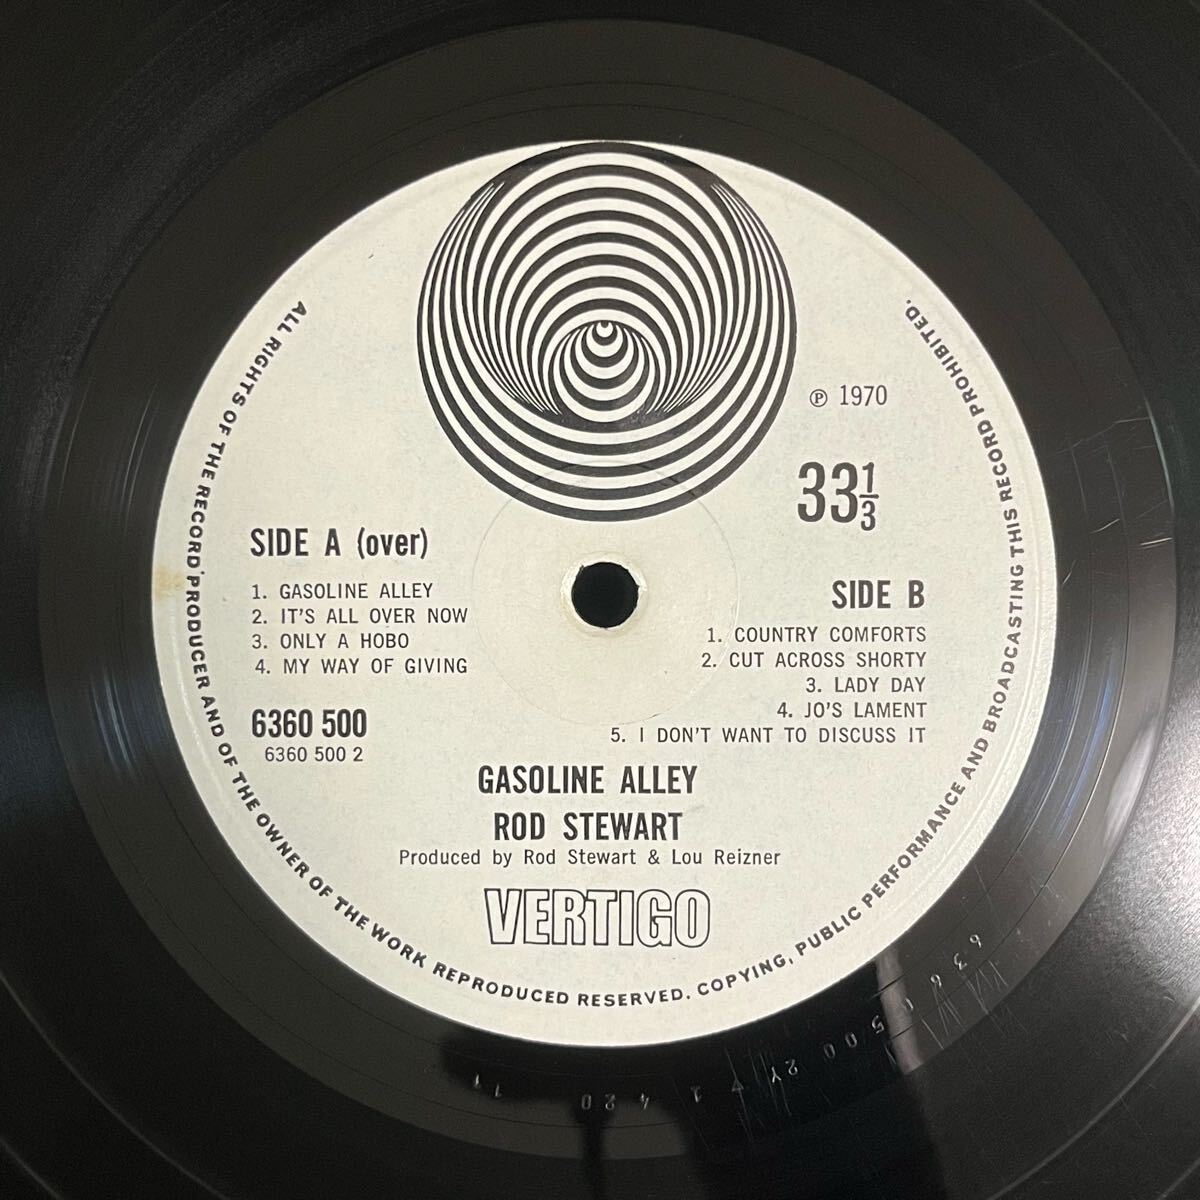 ℗ 1970
33⅓
SIDE A (over)
1. GASOLINE ALLEY
2. IT'S ALL OVER NOW
3. ONLY A HOBO
4. MY WAY OF GIVING
6360 500
6360 500 2
SIDE B
1. COUNTRY COMFORTS
2. CUT ACROSS SHORTY
3. LADY DAY
4. JO'S LAMENT
5. I DON'T WANT TO DISCUSS IT
GASOLINE ALLEY
ROD STEWART
Produced by Rod Stewart & Lou Reizner
VERTIGO
ALL RIGHTS OF THE RECORD PRODUCER AND OF THE OWNER OF THE WORK REPRODUCED RESERVED. COPYING, PUBLIC PERFORMANCE AND BROADCASTING THIS RECORD PROHIBITED.
420